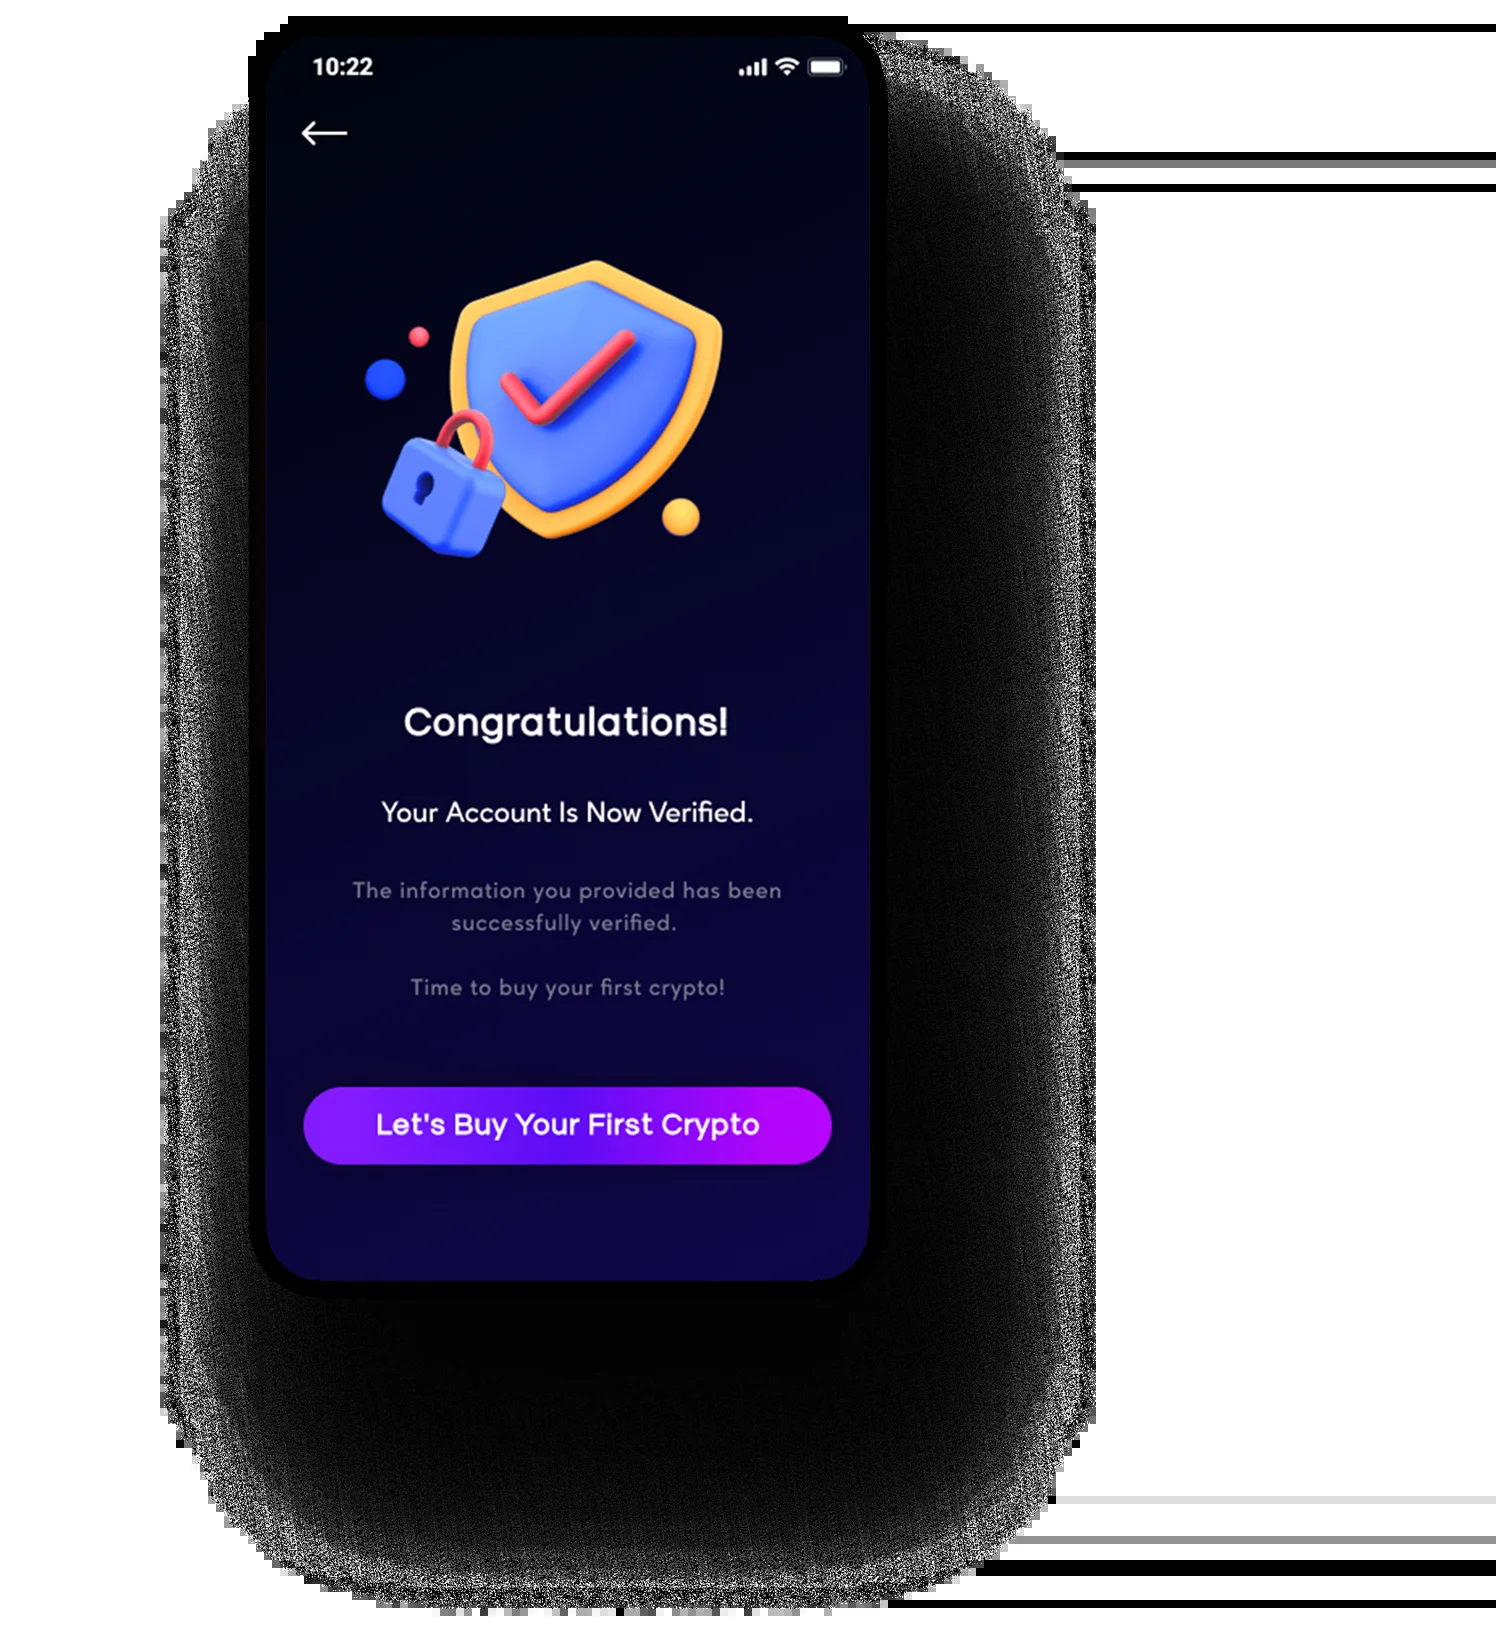 10:22
Congratulations!
Your Account Is Now Verified.
The information you provided has been
successfully verified.
Time to buy your first crypto!
Let's Buy Your First Crypto